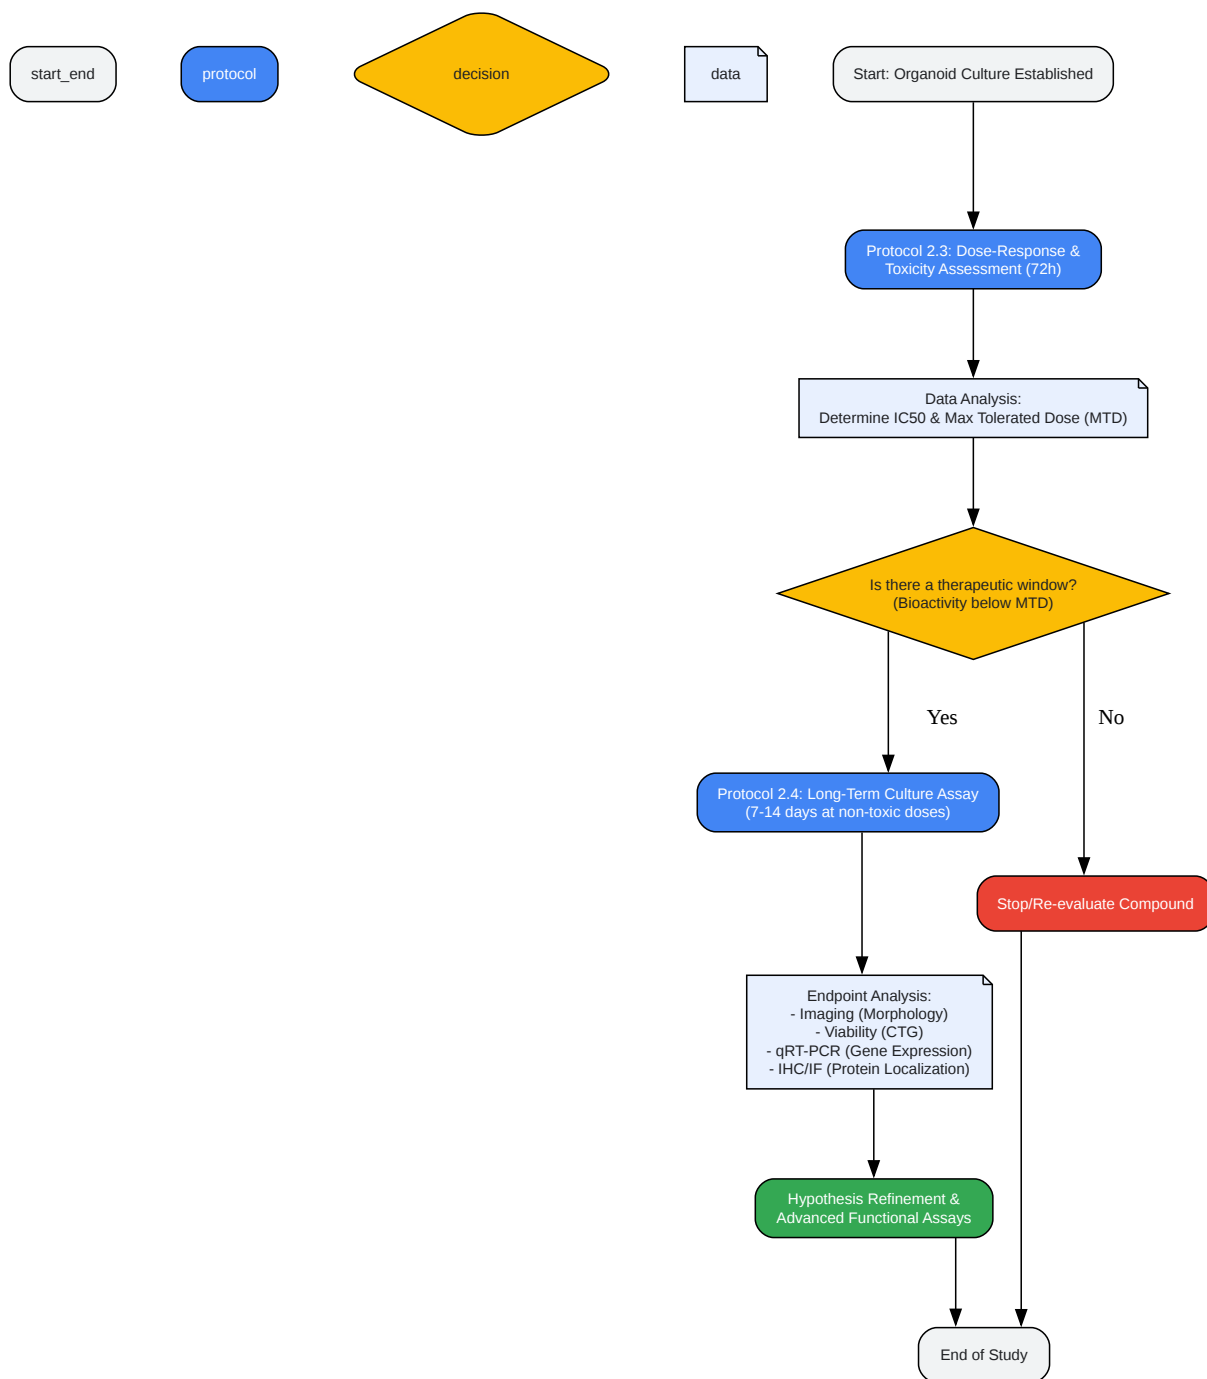 start_end
protocol
decision
data
Start: Organoid Culture Established
Protocol 2.3: Dose-Response &
Toxicity Assessment (72h)
Data Analysis:
Determine IC50 & Max Tolerated Dose (MTD)
Is there a therapeutic window?
(Bioactivity below MTD)
Yes
No
Protocol 2.4: Long-Term Culture Assay
(7-14 days at non-toxic doses)
Stop/Re-evaluate Compound
Endpoint Analysis:
- Imaging (Morphology)
- Viability (CTG)
- qRT-PCR (Gene Expression)
- IHC/IF (Protein Localization)
Hypothesis Refinement &
Advanced Functional Assays
End of Study